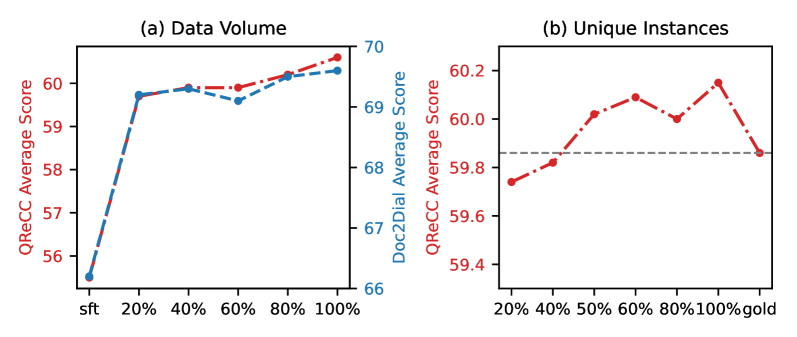 (a) Data Volume
QReCC Average Score
60
59
58
57
56
70
69
68
67
66
Doc2Dial Average Score
sft 20% 40% 60% 80% 100%
(b) Unique Instances
QReCC Average Score
60.2
60.0
59.8
59.6
59.4
20% 40% 50% 60% 80% 100% gold